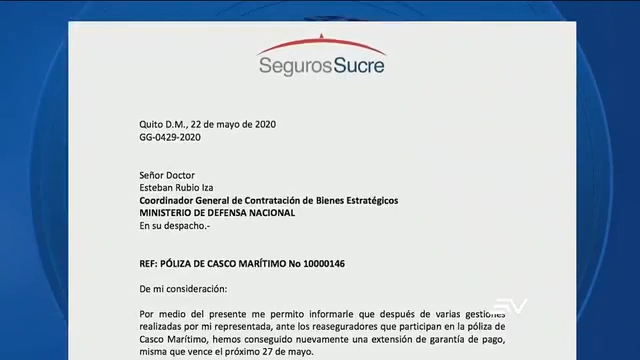 SegurosSucre
Quito D.M., 22 de mayo de 2020
GG-0429-2020
Señor Doctor
Esteban Rubio Iza
Coordinador General de Contratación de Bienes Estratégicos
MINISTERIO DE DEFENSA NACIONAL
En su despacho.-
REF: PÓLIZA DE CASCO MARÍTIMO No 10000146
De mi consideración:
Por medio del presente me permito informarle que después de varias gestiones
realizadas por mi representada, ante los reaseguradores que participan en la póliza de
Casco Marítimo, hemos conseguido nuevamente una extensión de garantía de pago,
misma que vence el próximo 27 de mayo.
EV